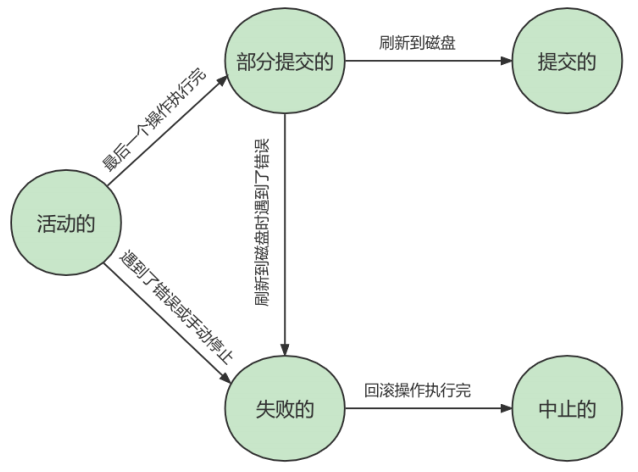 部分提交的
刷新到磁盘
提交的
最后一个操作执行完
活动的
刷新到磁盘时遇到了错误
遇到了错误或手动停止
失败的
回滚操作执行完
中止的